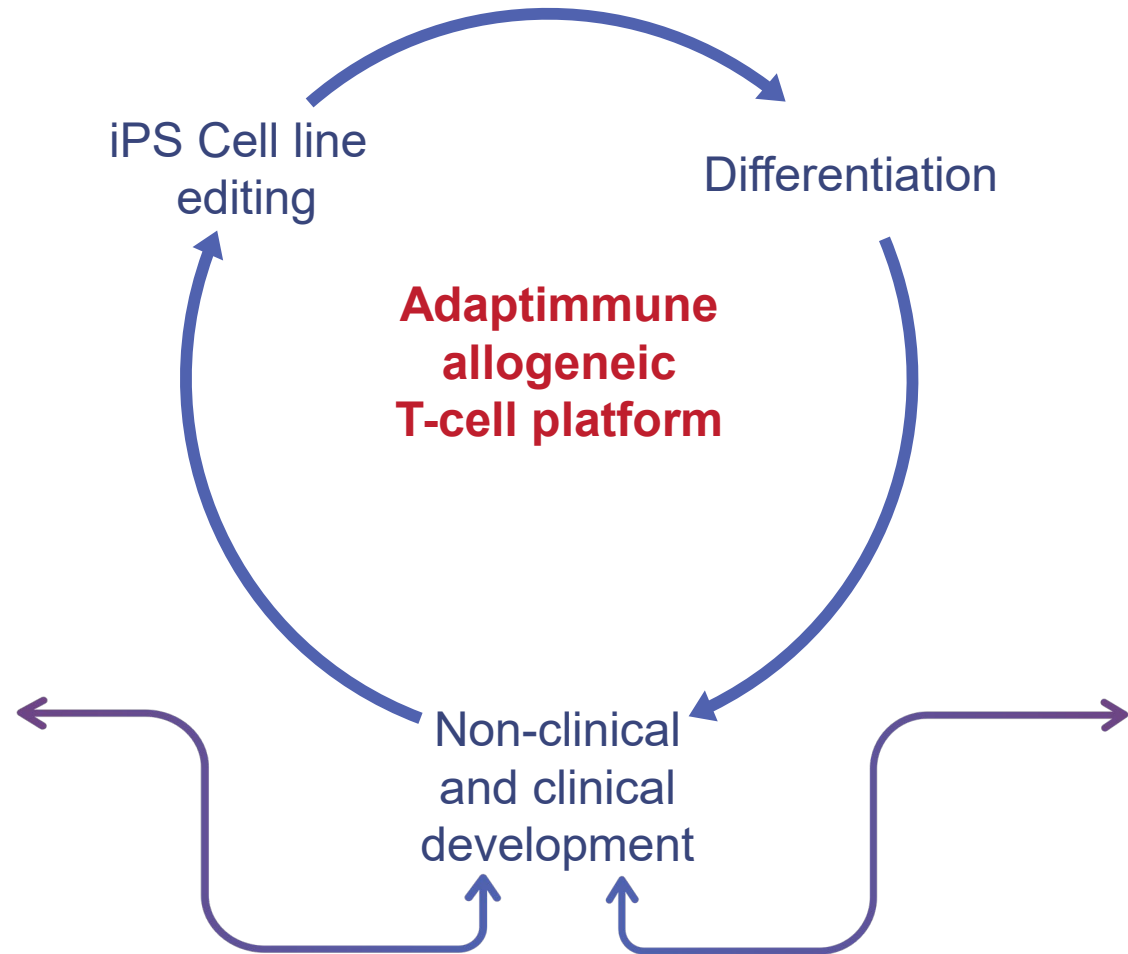 iPS Cell line
editing
Differentiation
Adaptimmune
allogeneic
T-cell platform
Non-clinical
and clinical
development